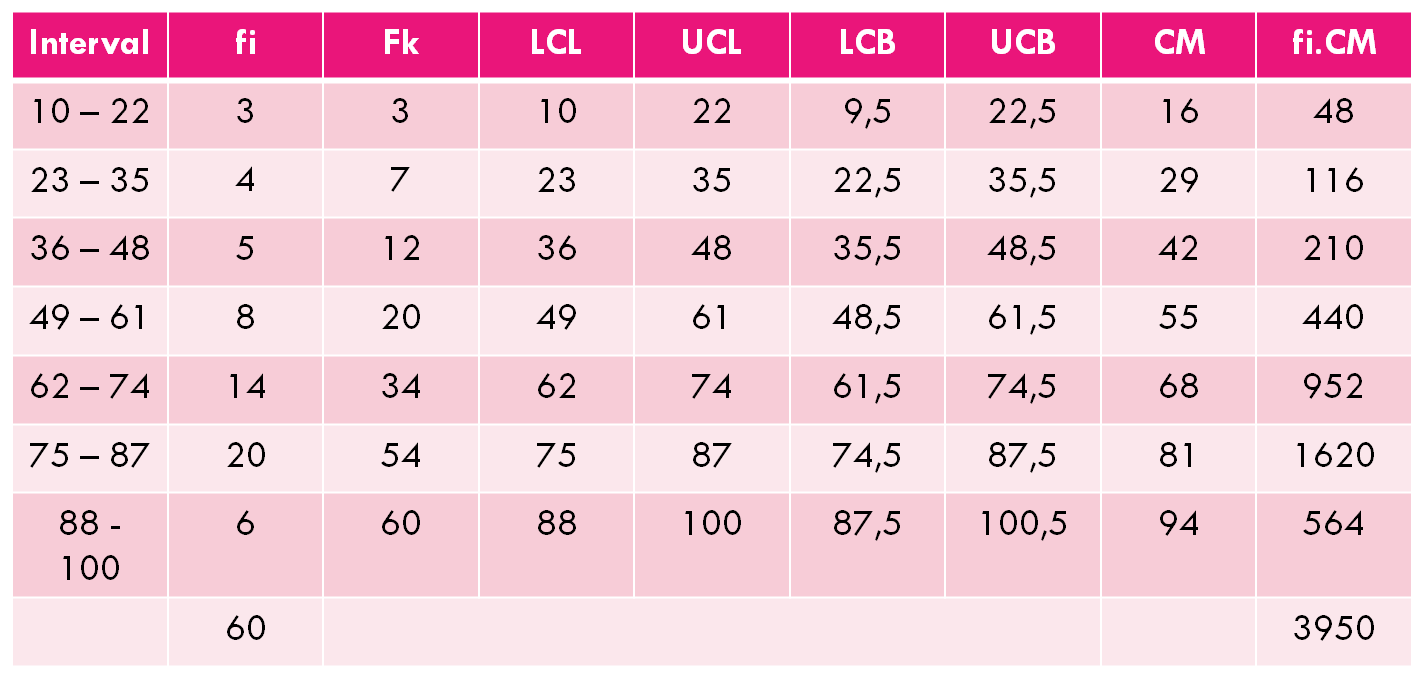 Interval fi Fk LCL UCL LCB UCB CM fi.CM
10 – 22 3 3 10 22 9,5 22,5 16 48
23 – 35 4 7 23 35 22,5 35,5 29 116
36 – 48 5 12 36 48 35,5 48,5 42 210
49 – 61 8 20 49 61 48,5 61,5 55 440
62 – 74 14 34 62 74 61,5 74,5 68 952
75 – 87 20 54 75 87 74,5 87,5 81 1620
88 - 6 60 88 100 87,5 100,5 94 564
100
60 3950